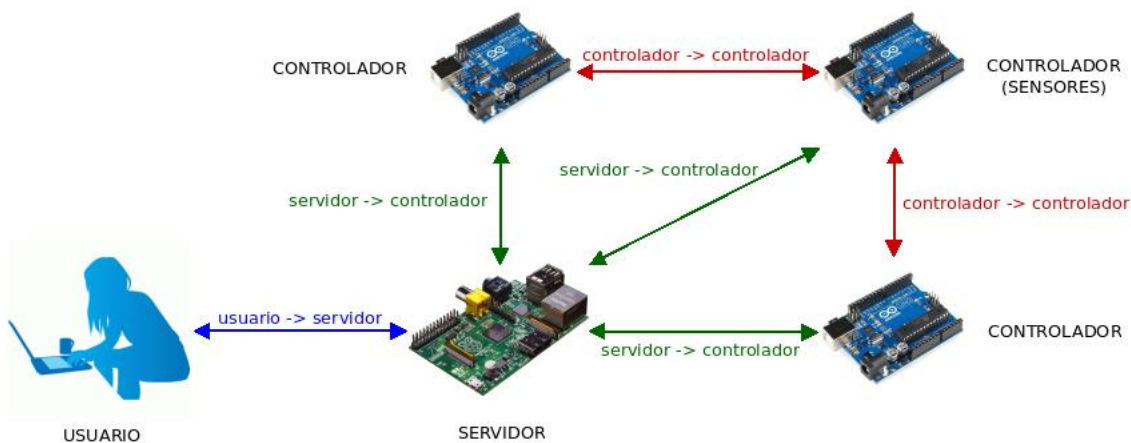 controlador -> controlador
CONTROLADOR
CONTROLADOR
(SENSORES)
servidor -> controlador
servidor -> controlador
controlador -> controlador
usuario -> servidor
servidor -> controlador
CONTROLADOR
USUARIO
SERVIDOR